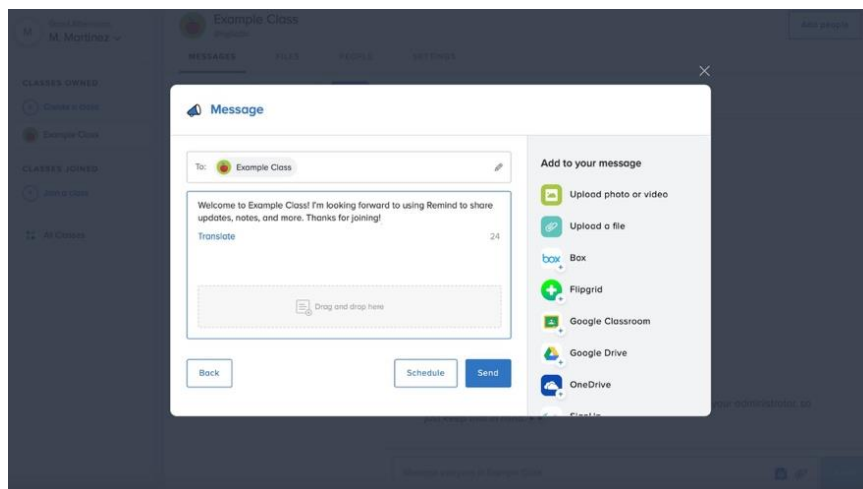 M
M. Martinez
Example Class
Add people
MESSAGES
FILES
PEOPLE
SETTINGS
CLASSES OWNED
Create a class
Example Class
CLASSES JOINED
Join a class
All Classes
Message
To:
Example Class
Welcome to Example Class! I'm looking forward to using Remind to share
updates, notes, and more. Thanks for joining!
Translate
24
Drag and drop here
Back
Schedule
Send
Add to your message
Upload photo or video
Upload a file
box
Box
Flipgrid
Google Classroom
Google Drive
OneDrive
SignUp